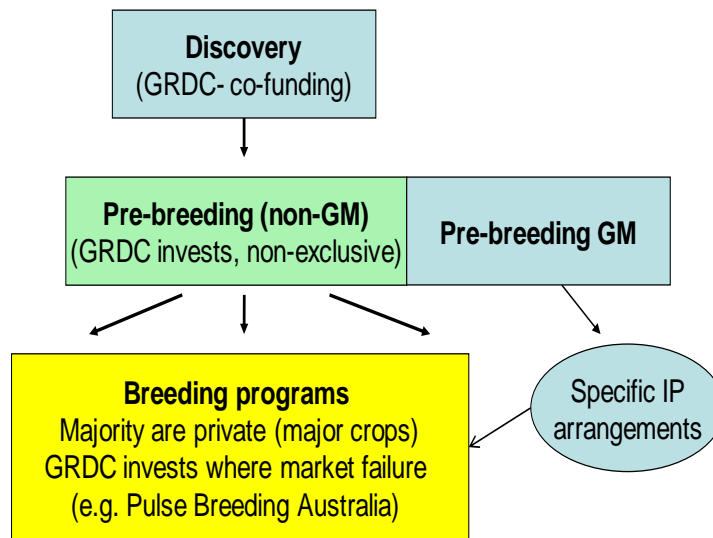 Discovery
(GRDC- co-funding)
Pre-breeding (non-GM)
(GRDC invests, non-exclusive)
Pre-breeding GM
Breeding programs
Majority are private (major crops)
GRDC invests where market failure
(e.g. Pulse Breeding Australia)
Specific IP
arrangements